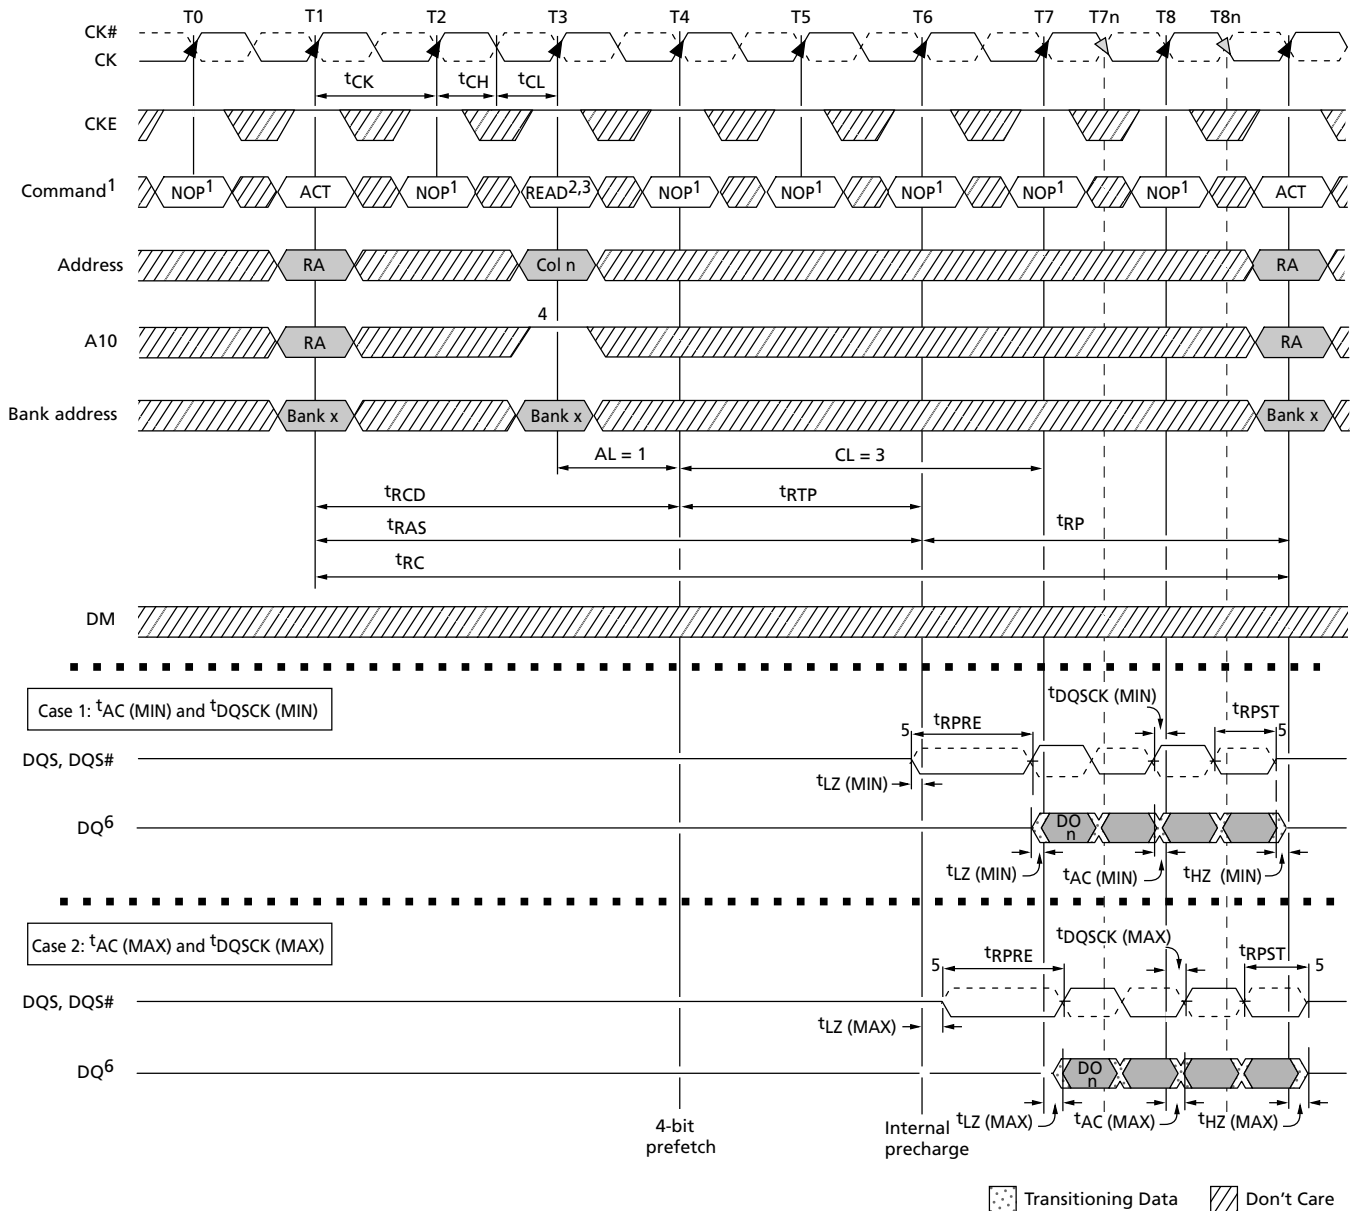 T0 T1 T2 T3 T4 T5 T6 T7 T7n T8 T8n
CK#
CK
tCK tCH tCL
CKE
Command1 NOP1 ACT NOP1 READ2,3 NOP1 NOP1 NOP1 NOP1 NOP1 ACT
Address RA Col n RA
4
A10 RA RA
Bank address Bank x Bank x Bank x
AL = 1 CL = 3
tRCD tRTP
tRAS tRP
tRC
DM
Case 1: tAC (MIN) and tDQSCK (MIN)
tDQSCK (MIN)
5 tRPRE tRPST 5
DQS, DQS#
tLZ (MIN)
DQ6 DO n
tLZ (MIN) tAC (MIN) tHZ (MIN)
Case 2: tAC (MAX) and tDQSCK (MAX)
tDQSCK (MAX)
5 tRPRE tRPST 5
DQS, DQS#
tLZ (MAX)
DQ6 DO n
tLZ (MAX) tAC (MAX) tHZ (MAX)
4-bit
prefetch
Internal
precharge
Transitioning Data Don't Care